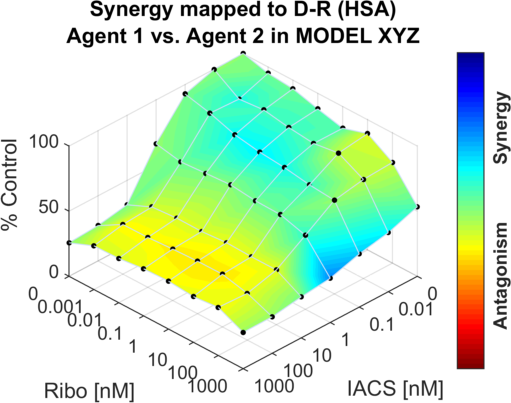 Synergy mapped to D-R (HSA)
Agent 1 vs. Agent 2 in MODEL XYZ
% Control
100
50
0
0
0.001
0.01
0.1
1
10
100
1000
Ribo [nM]
1000
100
10
1
0.1
0.01
0
IACS [nM]
Synergy
Antagonism